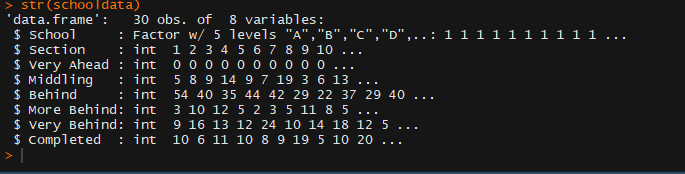 > str(schooldata)
'data.frame':   30 obs. of  8 variables:
 $ School     : Factor w/ 5 levels "A","B","C","D",..: 1 1 1 1 1 1 1 1 1 1 ...
 $ Section    : int  1 2 3 4 5 6 7 8 9 10 ...
 $ Very Ahead : int  0 0 0 0 0 0 0 0 0 0 ...
 $ Middling   : int  5 8 9 14 9 7 19 3 6 13 ...
 $ Behind     : int  54 40 35 44 42 29 22 37 29 40 ...
 $ More Behind: int  3 10 12 5 2 3 5 11 8 5 ...
 $ Very Behind: int  9 16 13 12 24 10 14 18 12 5 ...
 $ Completed  : int  10 6 11 10 8 9 19 5 10 20 ...
>